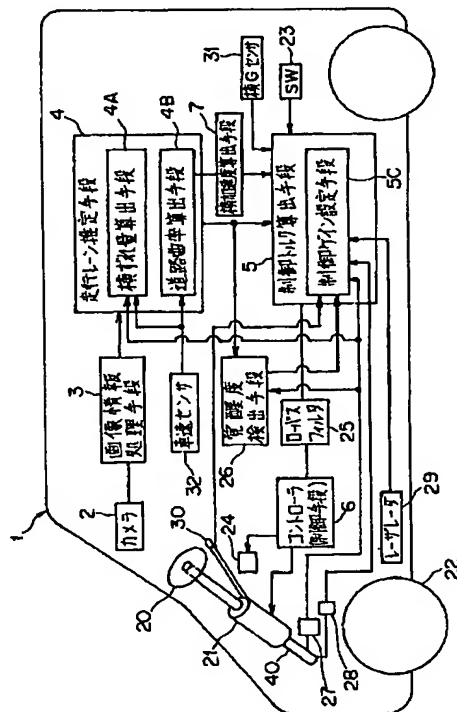 1
2
カメラ
3
画像情報
処理手段
4
走行レーン推定手段
4A
横ずれ量算出手段
4B
道路曲率算出手段
7
横加速度算出手段
31
横Gセンサ
23
SW
32
車速センサ
26
覚醒度
検出手段
5
制御トルク算出手段
5C
制御ゲイン設定手段
25
ローパス
フィルタ
6
コントローラ
(制御手段)
24
20
30
21
40
27
28
29
レーザレーダ
22